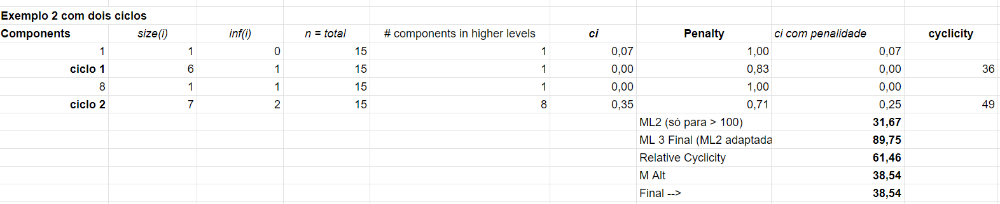 Exemplo 2 com dois ciclos
Components size(i) inf(i) n = total # components in higher levels ci Penalty ci com penalidade cyclicity
1 1 0 15 1 0,07 1,00 0,07
ciclo 1 6 1 15 1 0,00 0,83 0,00 36
8 1 1 15 1 0,00 1,00 0,00
ciclo 2 7 2 15 8 0,35 0,71 0,25 49
ML2 (só para > 100) 31,67
ML 3 Final (ML2 adaptada 89,75
Relative Cyclicity 61,46
M Alt 38,54
Final --> 38,54